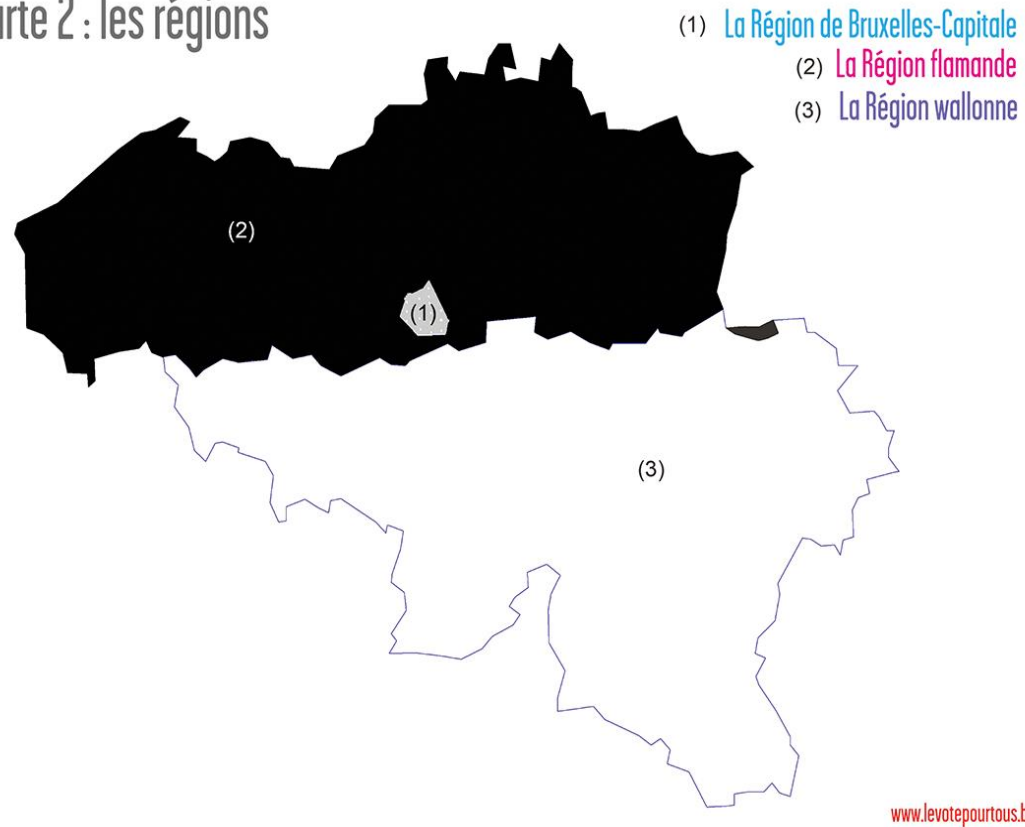 arte 2 : les régions
(1) La Région de Bruxelles-Capitale
(2) La Région flamande
(3) La Région wallonne
(2)
(1)
(3)
www.levotepourtous.b